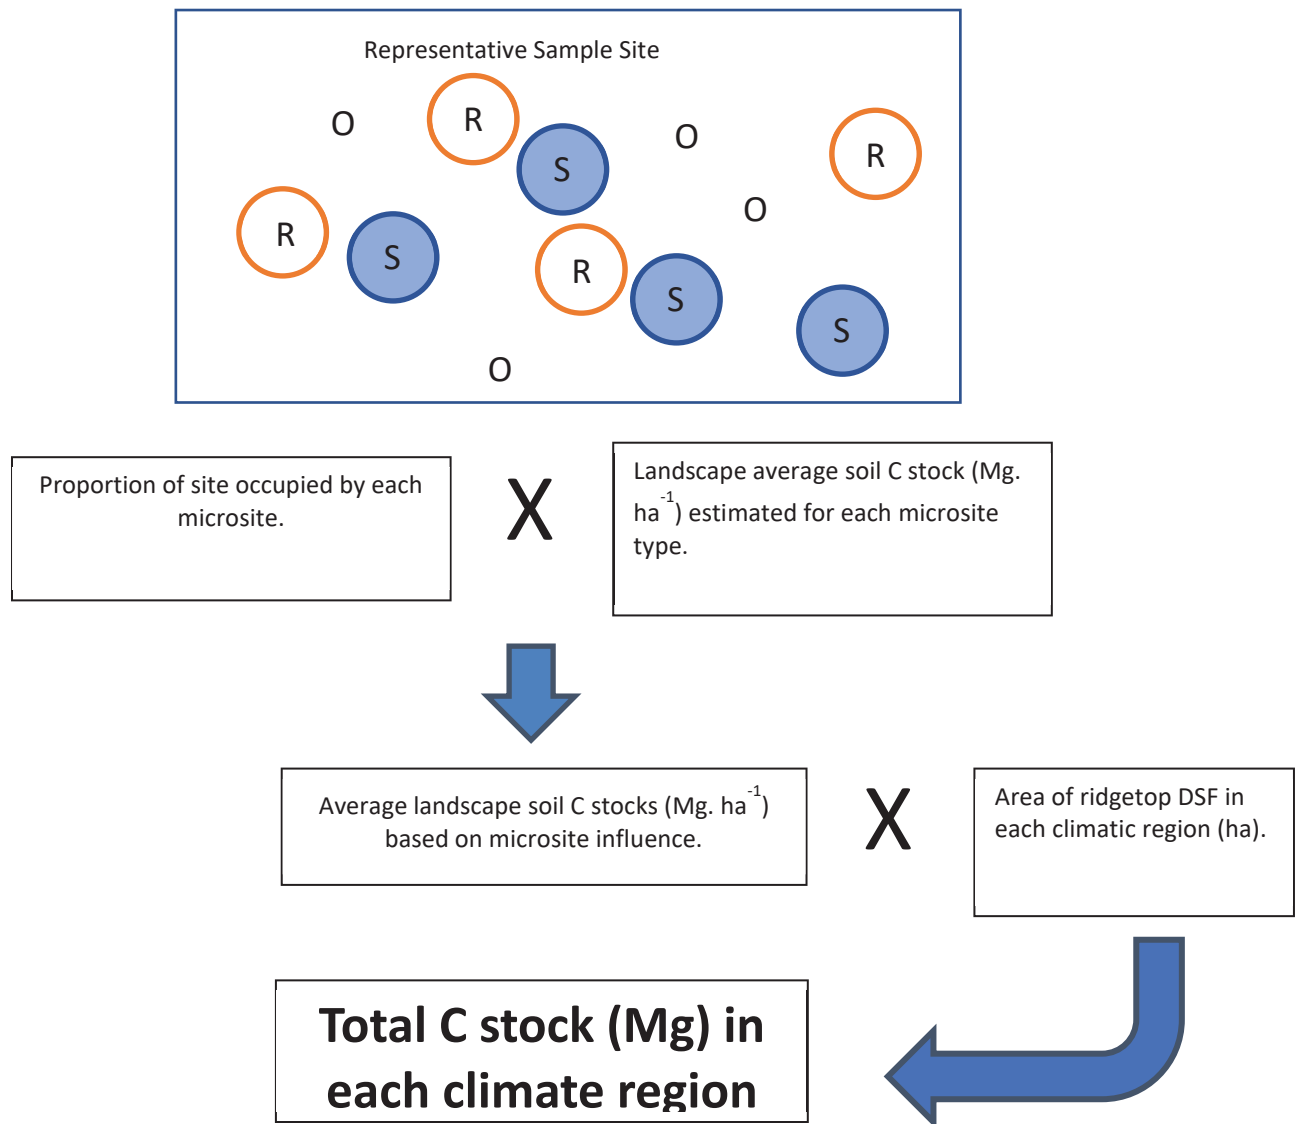 Representative Sample Site
O
R
O
R
S
O
R
S
R
S
S
O
Proportion of site occupied by each
microsite.
X
Landscape average soil C stock (Mg.
ha⁻¹) estimated for each microsite
type.
Average landscape soil C stocks (Mg. ha⁻¹)
based on microsite influence.
X
Area of ridgetop DSF in
each climatic region (ha).
Total C stock (Mg) in
each climate region